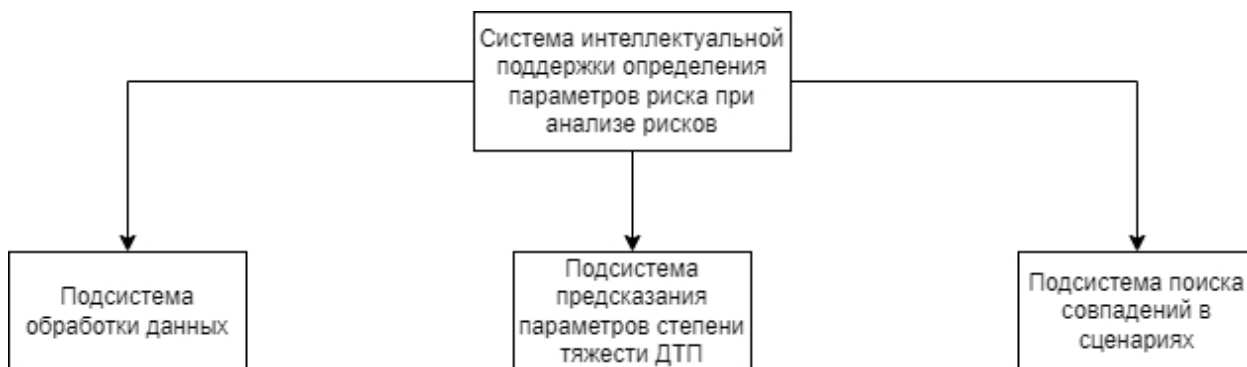 Система интеллектуальной
поддержки определения
параметров риска при
анализе рисков
Подсистема
обработки данных
Подсистема
предсказания
параметров степени
тяжести ДТП
Подсистема поиска
совпадений в
сценариях